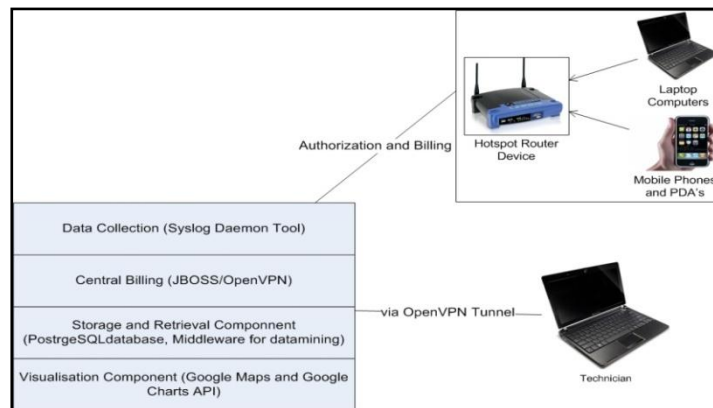 Laptop
Computers
Hotspot Router
Device
Authorization and Billing
Mobile Phones
and PDA's
Data Collection (Syslog Daemon Tool)
Central Billing (JBOSS/OpenVPN)
via OpenVPN Tunnel
Storage and Retrieval Componnent
(PostrgeSQLdatabase, Middleware for datamining)
Visualisation Component (Google Maps and Google
Charts API)
Technician